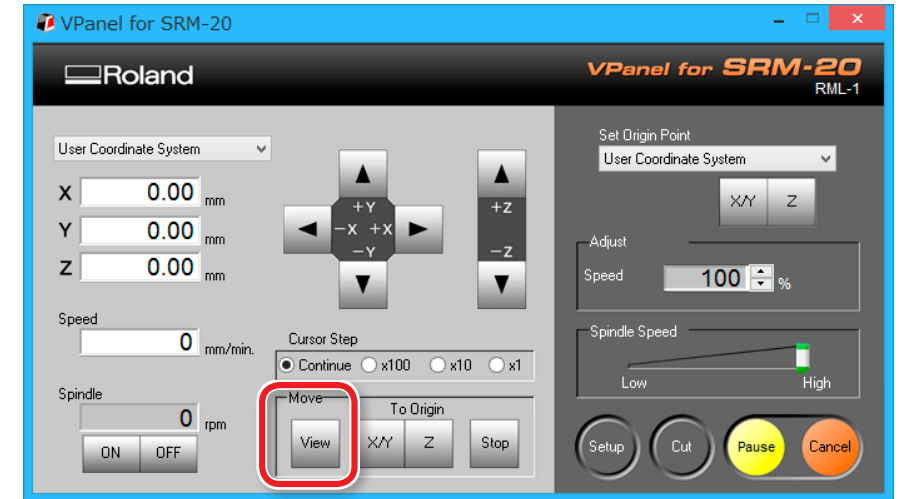 VPanel for SRM-20
Roland
VPanel for SRM-20
RML-1
User Coordinate System
X 0.00 mm
Y 0.00 mm
Z 0.00 mm
Speed
0 mm/min.
Spindle
0 rpm
ON OFF
+Y
-X +X
-Y
+Z
-Z
Cursor Step
Continue x100 x10 x1
Move
To Origin
View X/Y Z Stop
Set Origin Point
User Coordinate System
X/Y Z
Adjust
Speed 100 %
Spindle Speed
Low High
Setup Cut Pause Cancel